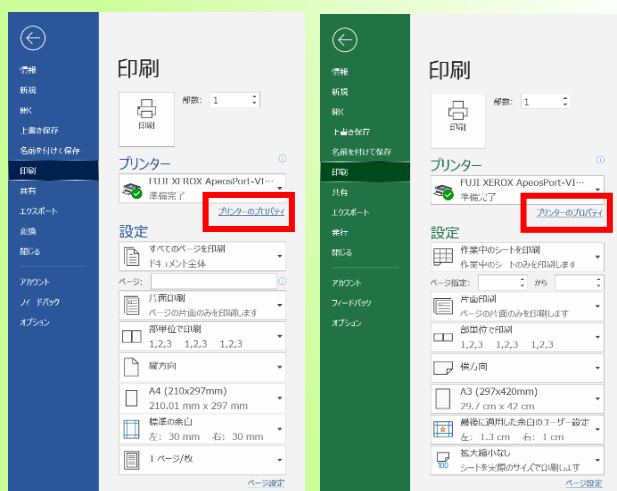 情報
新規
開く
上書き保存
名前を付けて保存
印刷
共有
エクスポート
変換
閉じる
アカウント
フィードバック
オプション
印刷
部数: 1
印刷
プリンター
FUJI XEROX ApeosPort-VI…
準備完了
プリンターのプロパティ
設定
すべてのページを印刷
ドキュメント全体
ページ:
片面印刷
ページの片面のみを印刷します
部単位で印刷
1,2,3 1,2,3 1,2,3
縦方向
A4 (210x297mm)
210.01 mm x 297 mm
標準の余白
左: 30 mm 右: 30 mm
1 ページ/枚
ページ設定
情報
新規
開く
上書き保存
名前を付けて保存
印刷
共有
エクスポート
発行
閉じる
アカウント
フィードバック
オプション
印刷
部数: 1
印刷
プリンター
FUJI XEROX ApeosPort-VI…
準備完了
プリンターのプロパティ
設定
作業中のシートを印刷
作業中のシートのみを印刷します
ページ指定: から
片面印刷
ページの片面のみを印刷します
部単位で印刷
1,2,3 1,2,3 1,2,3
横方向
A3 (297x420mm)
29.7 cm x 42 cm
最後に適用した余白のユーザー設定
左: 1.3 cm 右: 1 cm
拡大縮小なし
シートを実際のサイズで印刷します
100
ページ設定